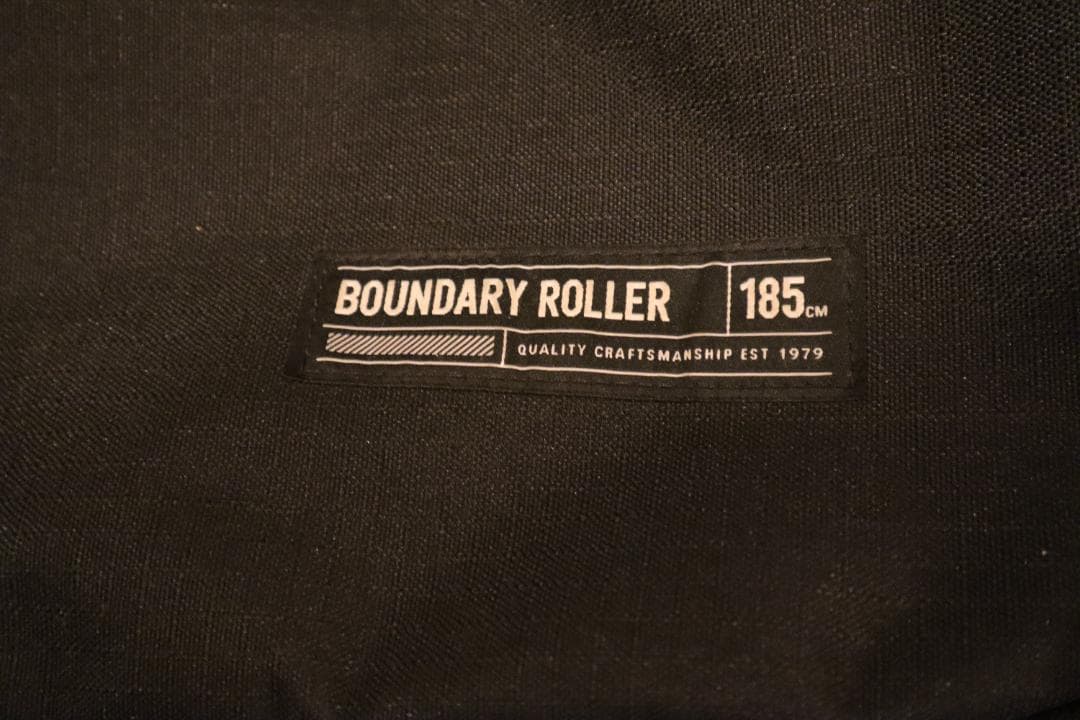 BOUNDARY ROLLER 185CM
QUALITY CRAFTSMANSHIP EST 1979